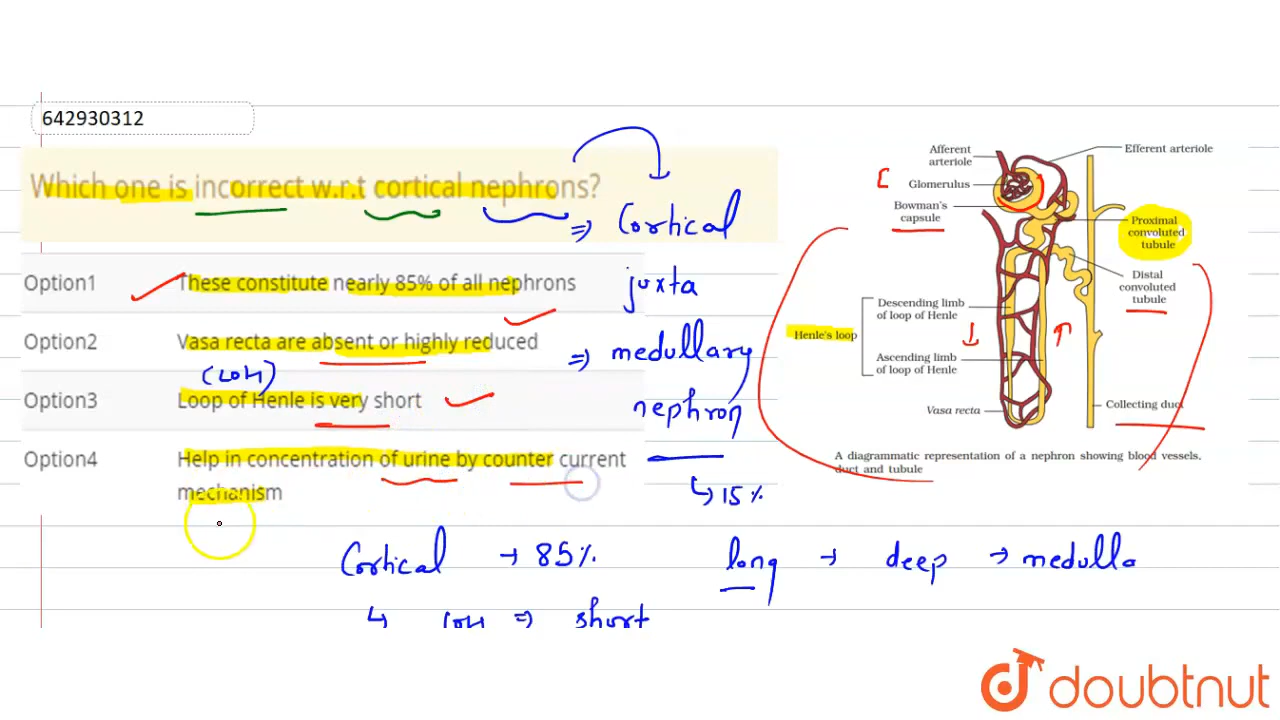 642930312
Which one is incorrect w.r.t cortical nephrons?
Option1 These constitute nearly 85% of all nephrons
Option2 Vasa recta are absent or highly reduced
(LOH)
Option3 Loop of Henle is very short
Option4 Help in concentration of urine by counter current
mechanism
⇒ Cortical
juxta
⇒ medullary
nephron
↳ 15%
Cortical → 85%
↳ LOH ⇒ short
long → deep → medulla
Afferent
arteriole
Efferent arteriole
Glomerulus
Bowman's
capsule
Proximal
convoluted
tubule
Distal
convoluted
tubule
Descending limb
of loop of Henle
Henle's loop
Ascending limb
of loop of Henle
Vasa recta
Collecting duct
A diagrammatic representation of a nephron showing blood vessels,
duct and tubule
doubtnut